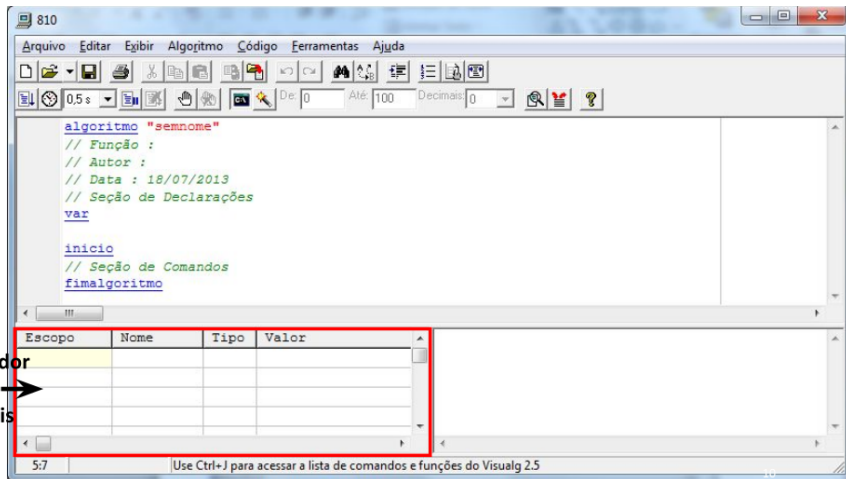 810
Arquivo Editar Exibir Algoritmo Código Ferramentas Ajuda
0,5 s De: 0 Até: 100 Decimais: 0
algoritmo "semnome"
// Função :
// Autor :
// Data : 18/07/2013
// Seção de Declarações
var
inicio
// Seção de Comandos
fimalgoritmo
Escopo Nome Tipo Valor
dor
is
5:7 Use Ctrl+J para acessar a lista de comandos e funções do Visualg 2.5
10